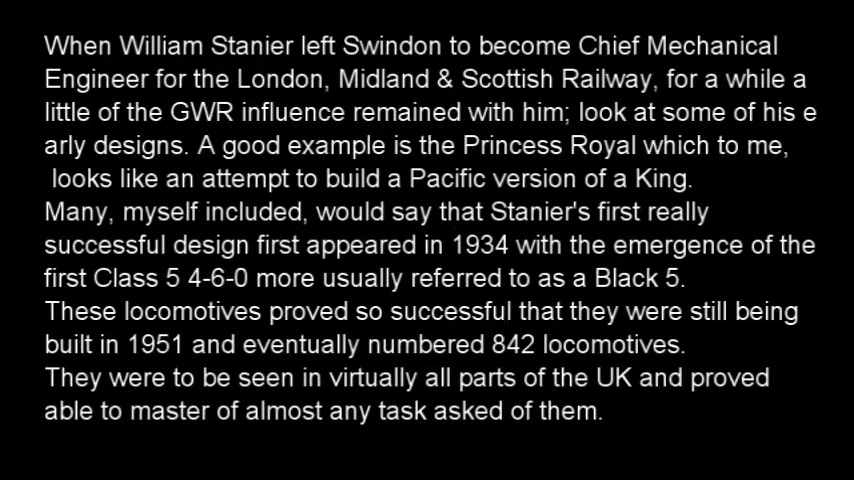 When William Stanier left Swindon to become Chief Mechanical
Engineer for the London, Midland & Scottish Railway, for a while a
little of the GWR influence remained with him; look at some of his e
arly designs. A good example is the Princess Royal which to me,
looks like an attempt to build a Pacific version of a King.
Many, myself included, would say that Stanier's first really
successful design first appeared in 1934 with the emergence of the
first Class 5 4-6-0 more usually referred to as a Black 5.
These locomotives proved so successful that they were still being
built in 1951 and eventually numbered 842 locomotives.
They were to be seen in virtually all parts of the UK and proved
able to master of almost any task asked of them.